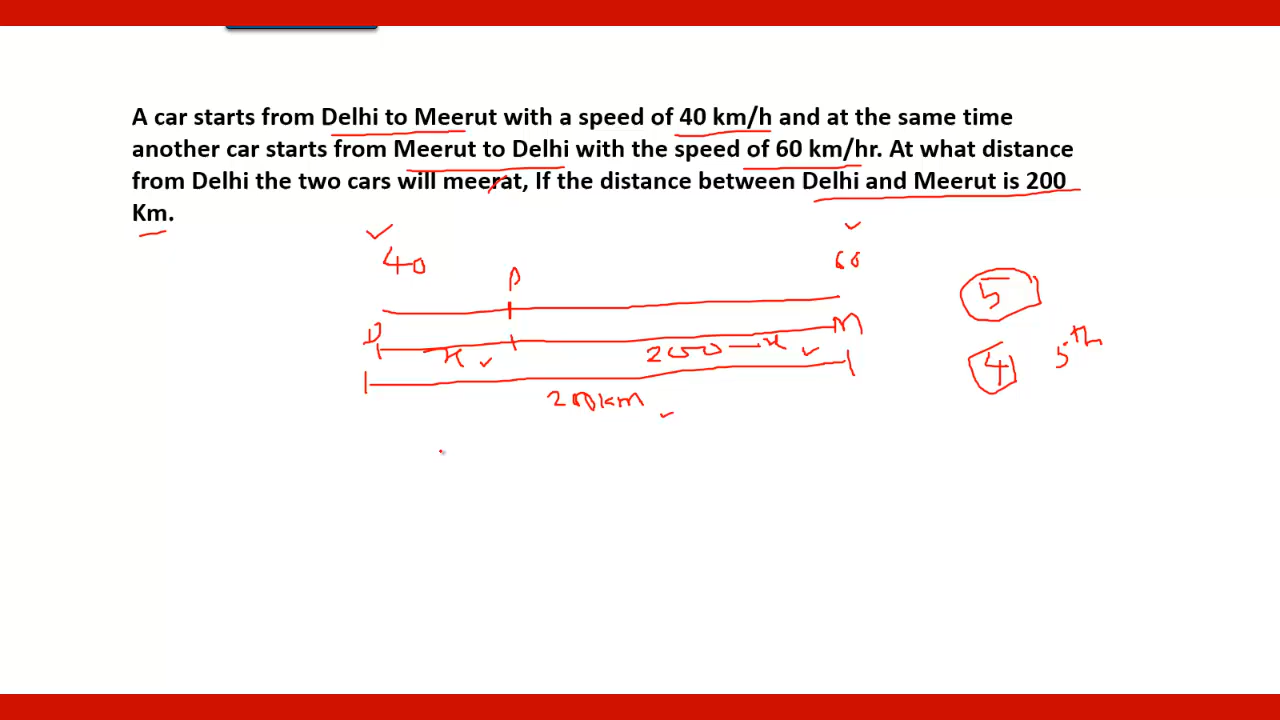 A car starts from Delhi to Meerut with a speed of 40 km/h and at the same time
another car starts from Meerut to Delhi with the speed of 60 km/hr. At what distance
from Delhi the two cars will meerat, If the distance between Delhi and Meerut is 200
Km.
40 60
P
5
D M
x 200 - x
4 5th
200km